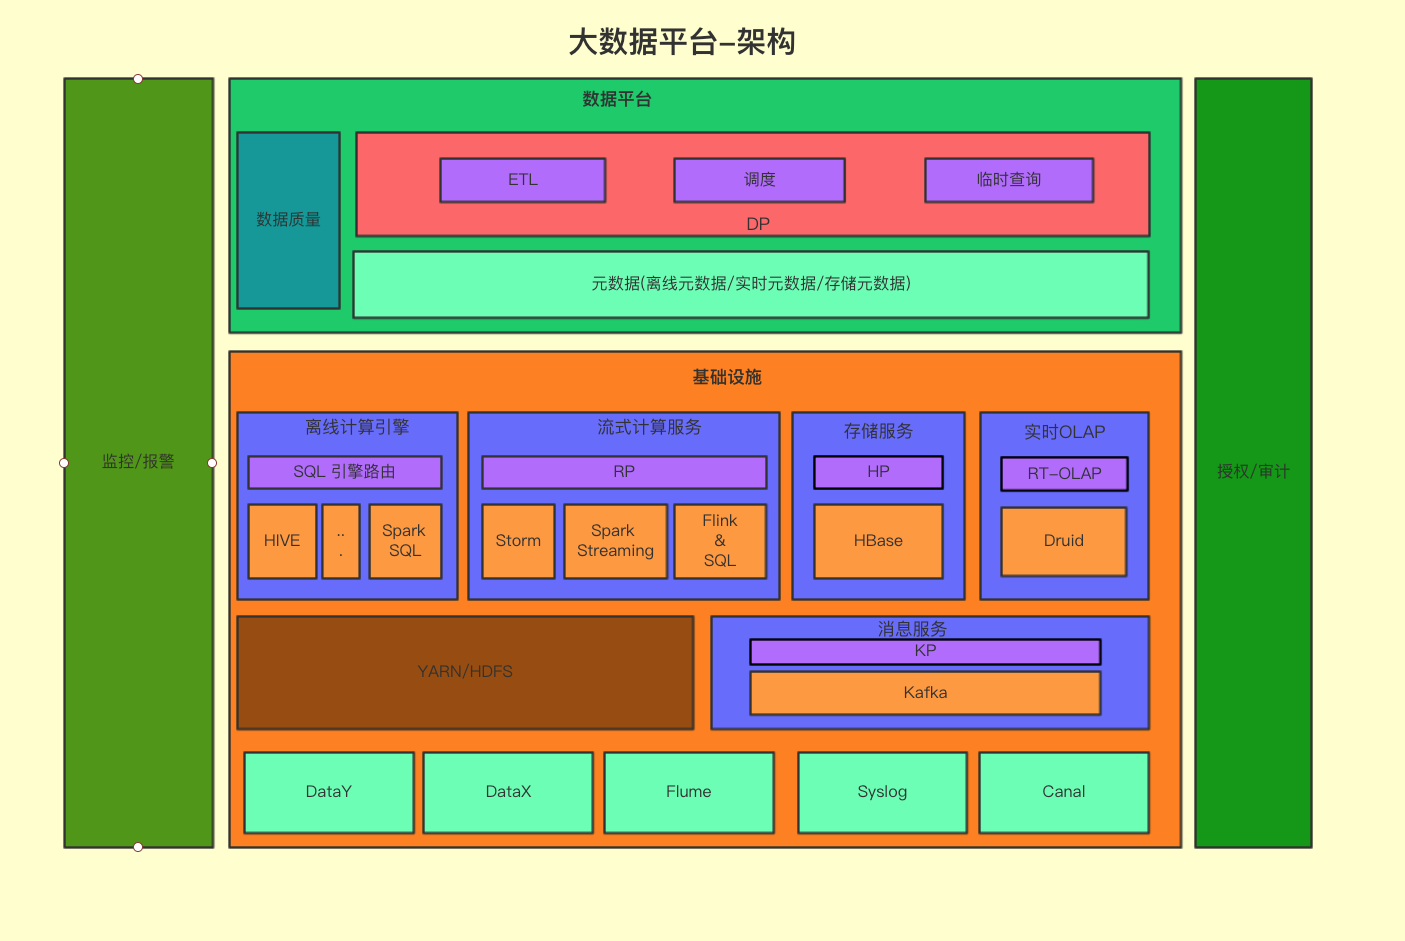 大数据平台-架构
监控/报警
数据平台
数据质量
ETL
调度
临时查询
DP
元数据(离线元数据/实时元数据/存储元数据)
授权/审计
基础设施
离线计算引擎
SQL 引擎路由
HIVE
..
.
Spark
SQL
流式计算服务
RP
Storm
Spark
Streaming
Flink
&
SQL
存储服务
HP
HBase
实时OLAP
RT-OLAP
Druid
YARN/HDFS
消息服务
KP
Kafka
DataY
DataX
Flume
Syslog
Canal